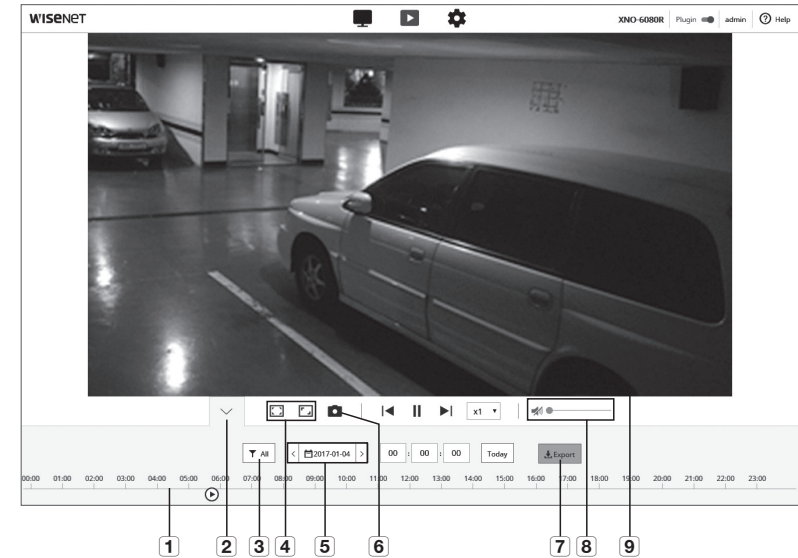 WISENET XNO-6080R Plugin admin ? Help
x1
All < 2017-01-04 > 00 : 00 : 00 Today Export
00:00 01:00 02:00 03:00 04:00 05:00 06:00 07:00 08:00 09:00 10:00 11:00 12:00 13:00 14:00 15:00 16:00 17:00 18:00 19:00 20:00 21:00 22:00 23:00
1 2 3 4 5 6 7 8 9